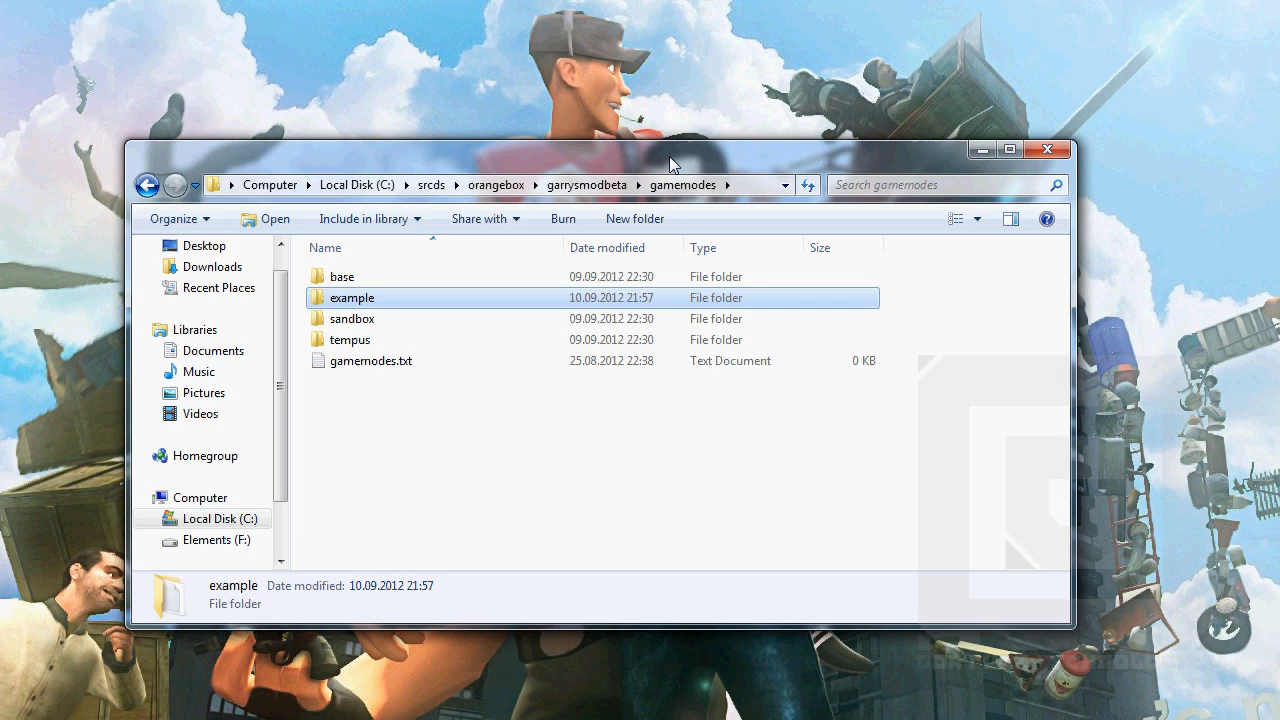 Computer Local Disk (C:) srcds orangebox garrysmodbeta gamemodes Search gamemodes
Organize Open Include in library Share with Burn New folder
Desktop
Downloads
Recent Places
Libraries
Documents
Music
Pictures
Videos
Homegroup
Computer
Local Disk (C:)
Elements (F:)
Name Date modified Type Size
base 09.09.2012 22:30 File folder
example 10.09.2012 21:57 File folder
sandbox 09.09.2012 22:30 File folder
tempus 09.09.2012 22:30 File folder
gamemodes.txt 25.08.2012 22:38 Text Document 0 KB
example Date modified: 10.09.2012 21:57
File folder